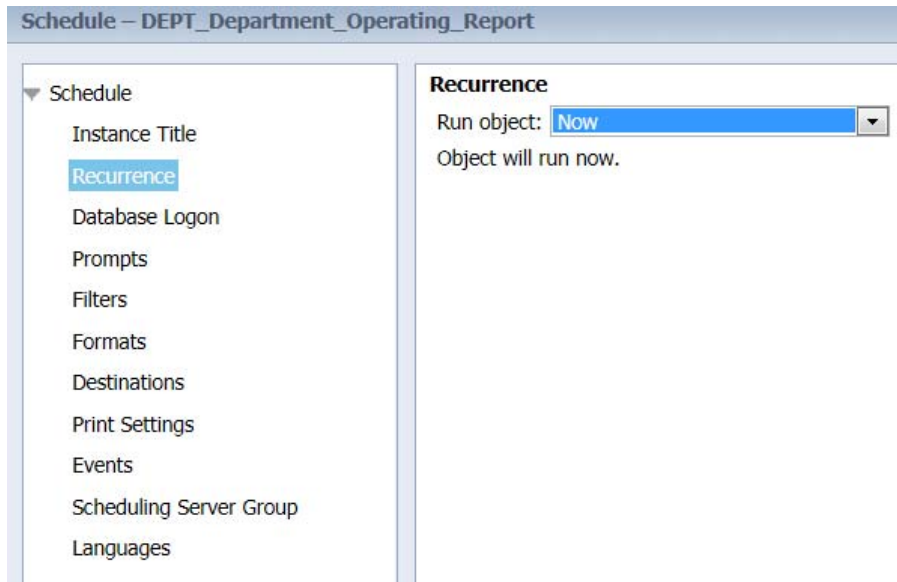 Schedule – DEPT_Department_Operating_Report
Schedule
Instance Title
Recurrence
Database Logon
Prompts
Filters
Formats
Destinations
Print Settings
Events
Scheduling Server Group
Languages
Recurrence
Run object: Now
Object will run now.